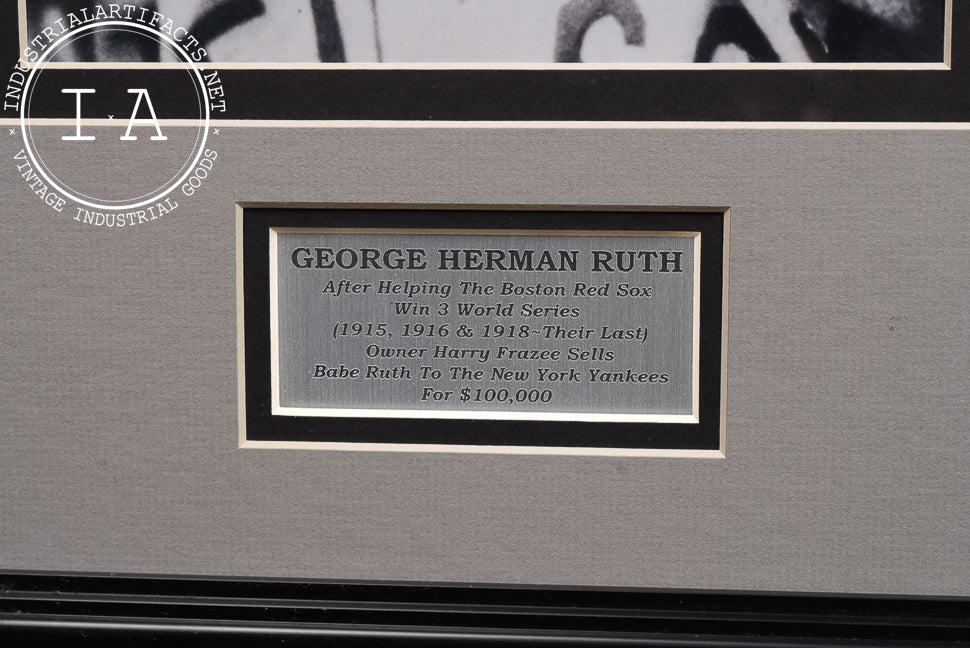 INDUSTRIALARTIFACTS.NET
I.A
VINTAGE INDUSTRIAL GOODS
GEORGE HERMAN RUTH
After Helping The Boston Red Sox
Win 3 World Series
(1915, 1916 & 1918~Their Last)
Owner Harry Frazee Sells
Babe Ruth To The New York Yankees
For $100,000